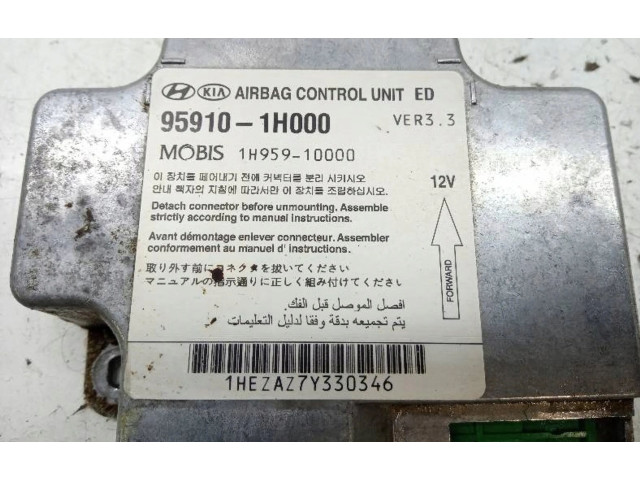 HYUNDAI KIA AIRBAG CONTROL UNIT ED
95910-1H000 VER3.3
MOBIS 1H959-10000
이 장치를 떼어내기 전에 커넥터를 분리 시키시오
안내 책자의 지침에 따라서만 이 장치를 조립하십시오.
12V
Detach connector before unmounting. Assemble
strictly according to manual instructions.
Avant démontage enlever connecteur. Assembler
conformement au manuel d' instructions.
取り外す前にコネクタを抜いてください
マニュアルの指示通りに正しく組み付けてください
FORWARD
افصل الموصل قبل الفك.
يتم تجميعه بدقة وفقا لدليل التعليمات
1HEZAZ7Y330346